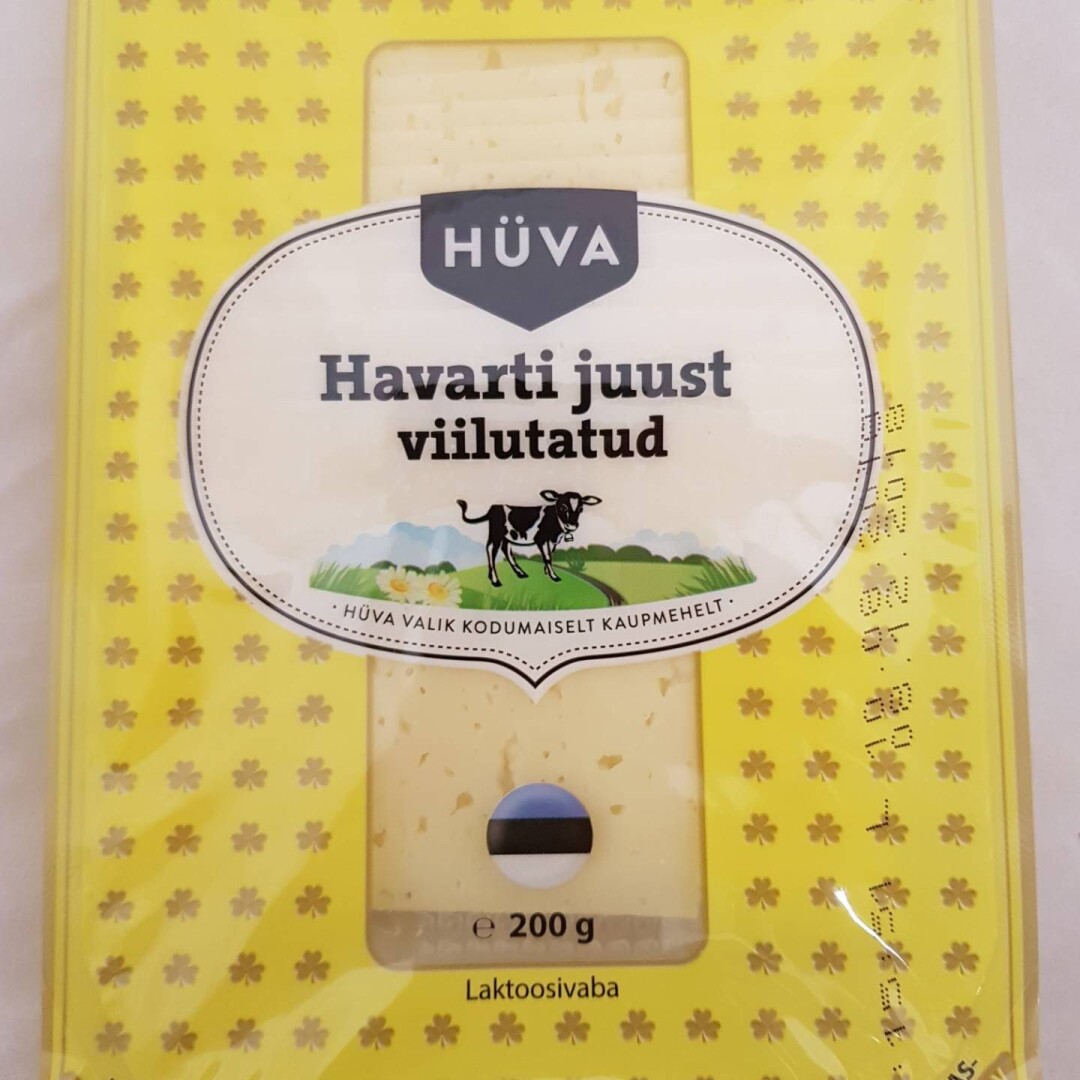 HÜVA
Havarti juust
viilutatud
· HÜVA VALIK KODUMAISELT KAUPMEHELT ·
℮ 200 g
Laktoosivaba